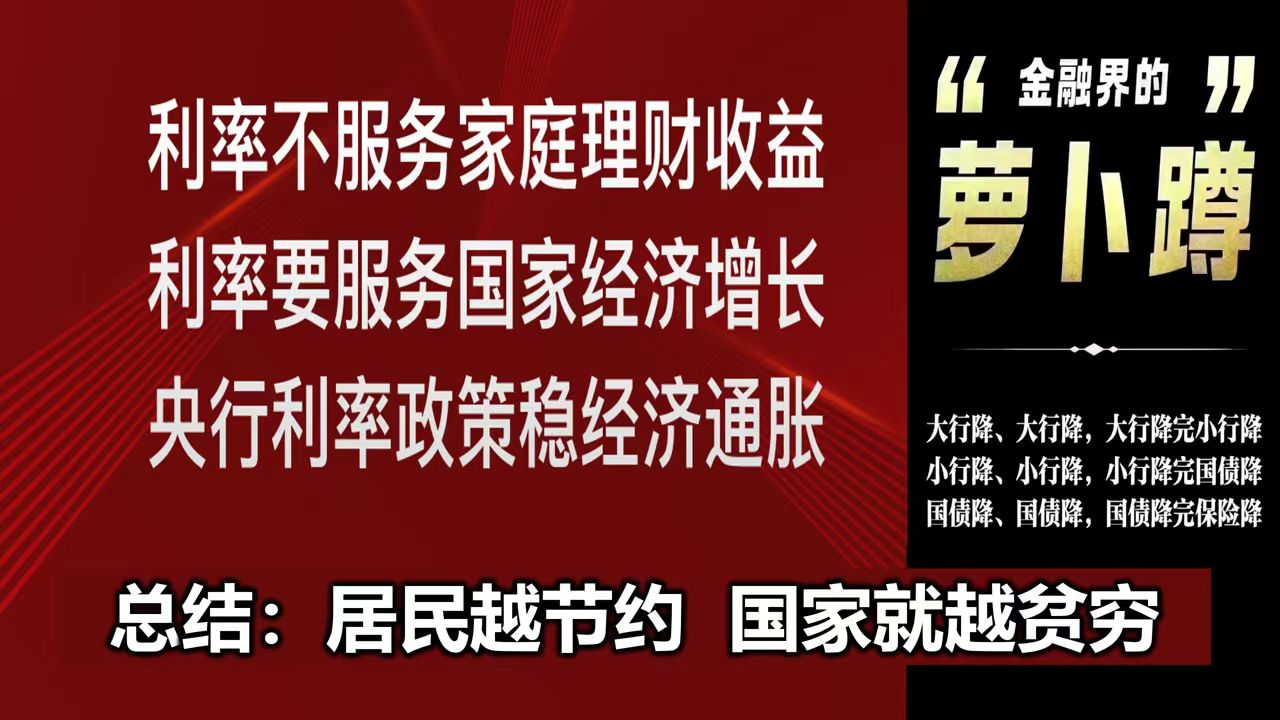 利率不服务家庭理财收益
利率要服务国家经济增长
央行利率政策稳经济通胀
“金融界的”
萝卜蹲
大行降、大行降，大行降完小行降
小行降、小行降，小行降完国债降
国债降、国债降，国债降完保险降
总结：居民越节约 国家就越贫穷